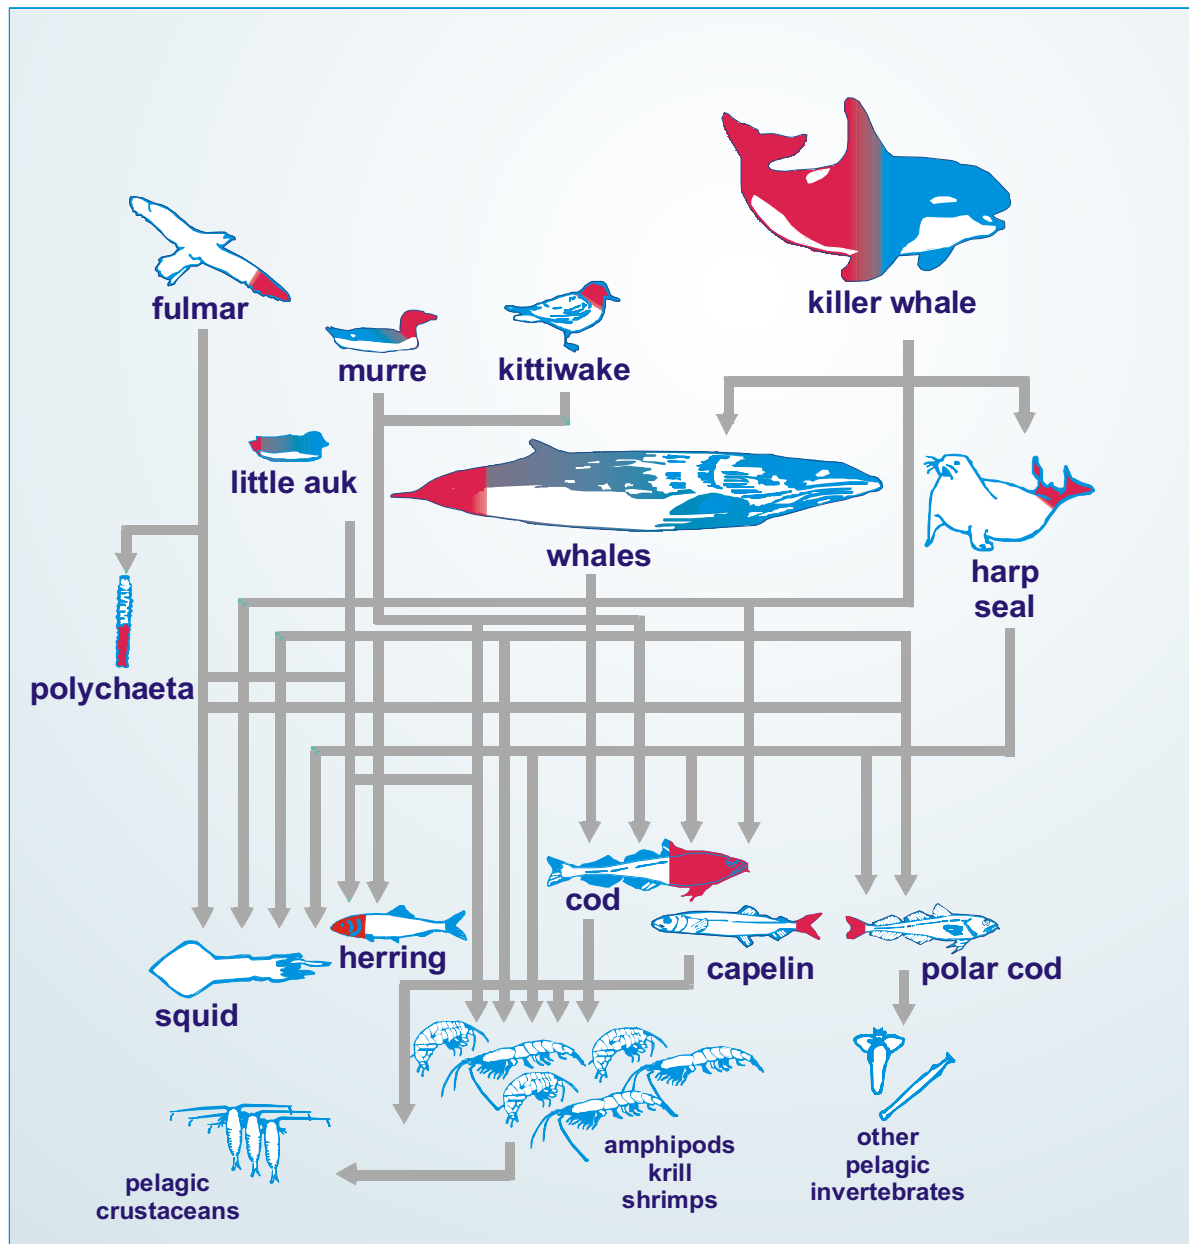 fulmar
killer whale
murre
kittiwake
little auk
whales
harp
seal
polychaeta
cod
herring
capelin
polar cod
squid
amphipods
krill
shrimps
other
pelagic
invertebrates
pelagic
crustaceans